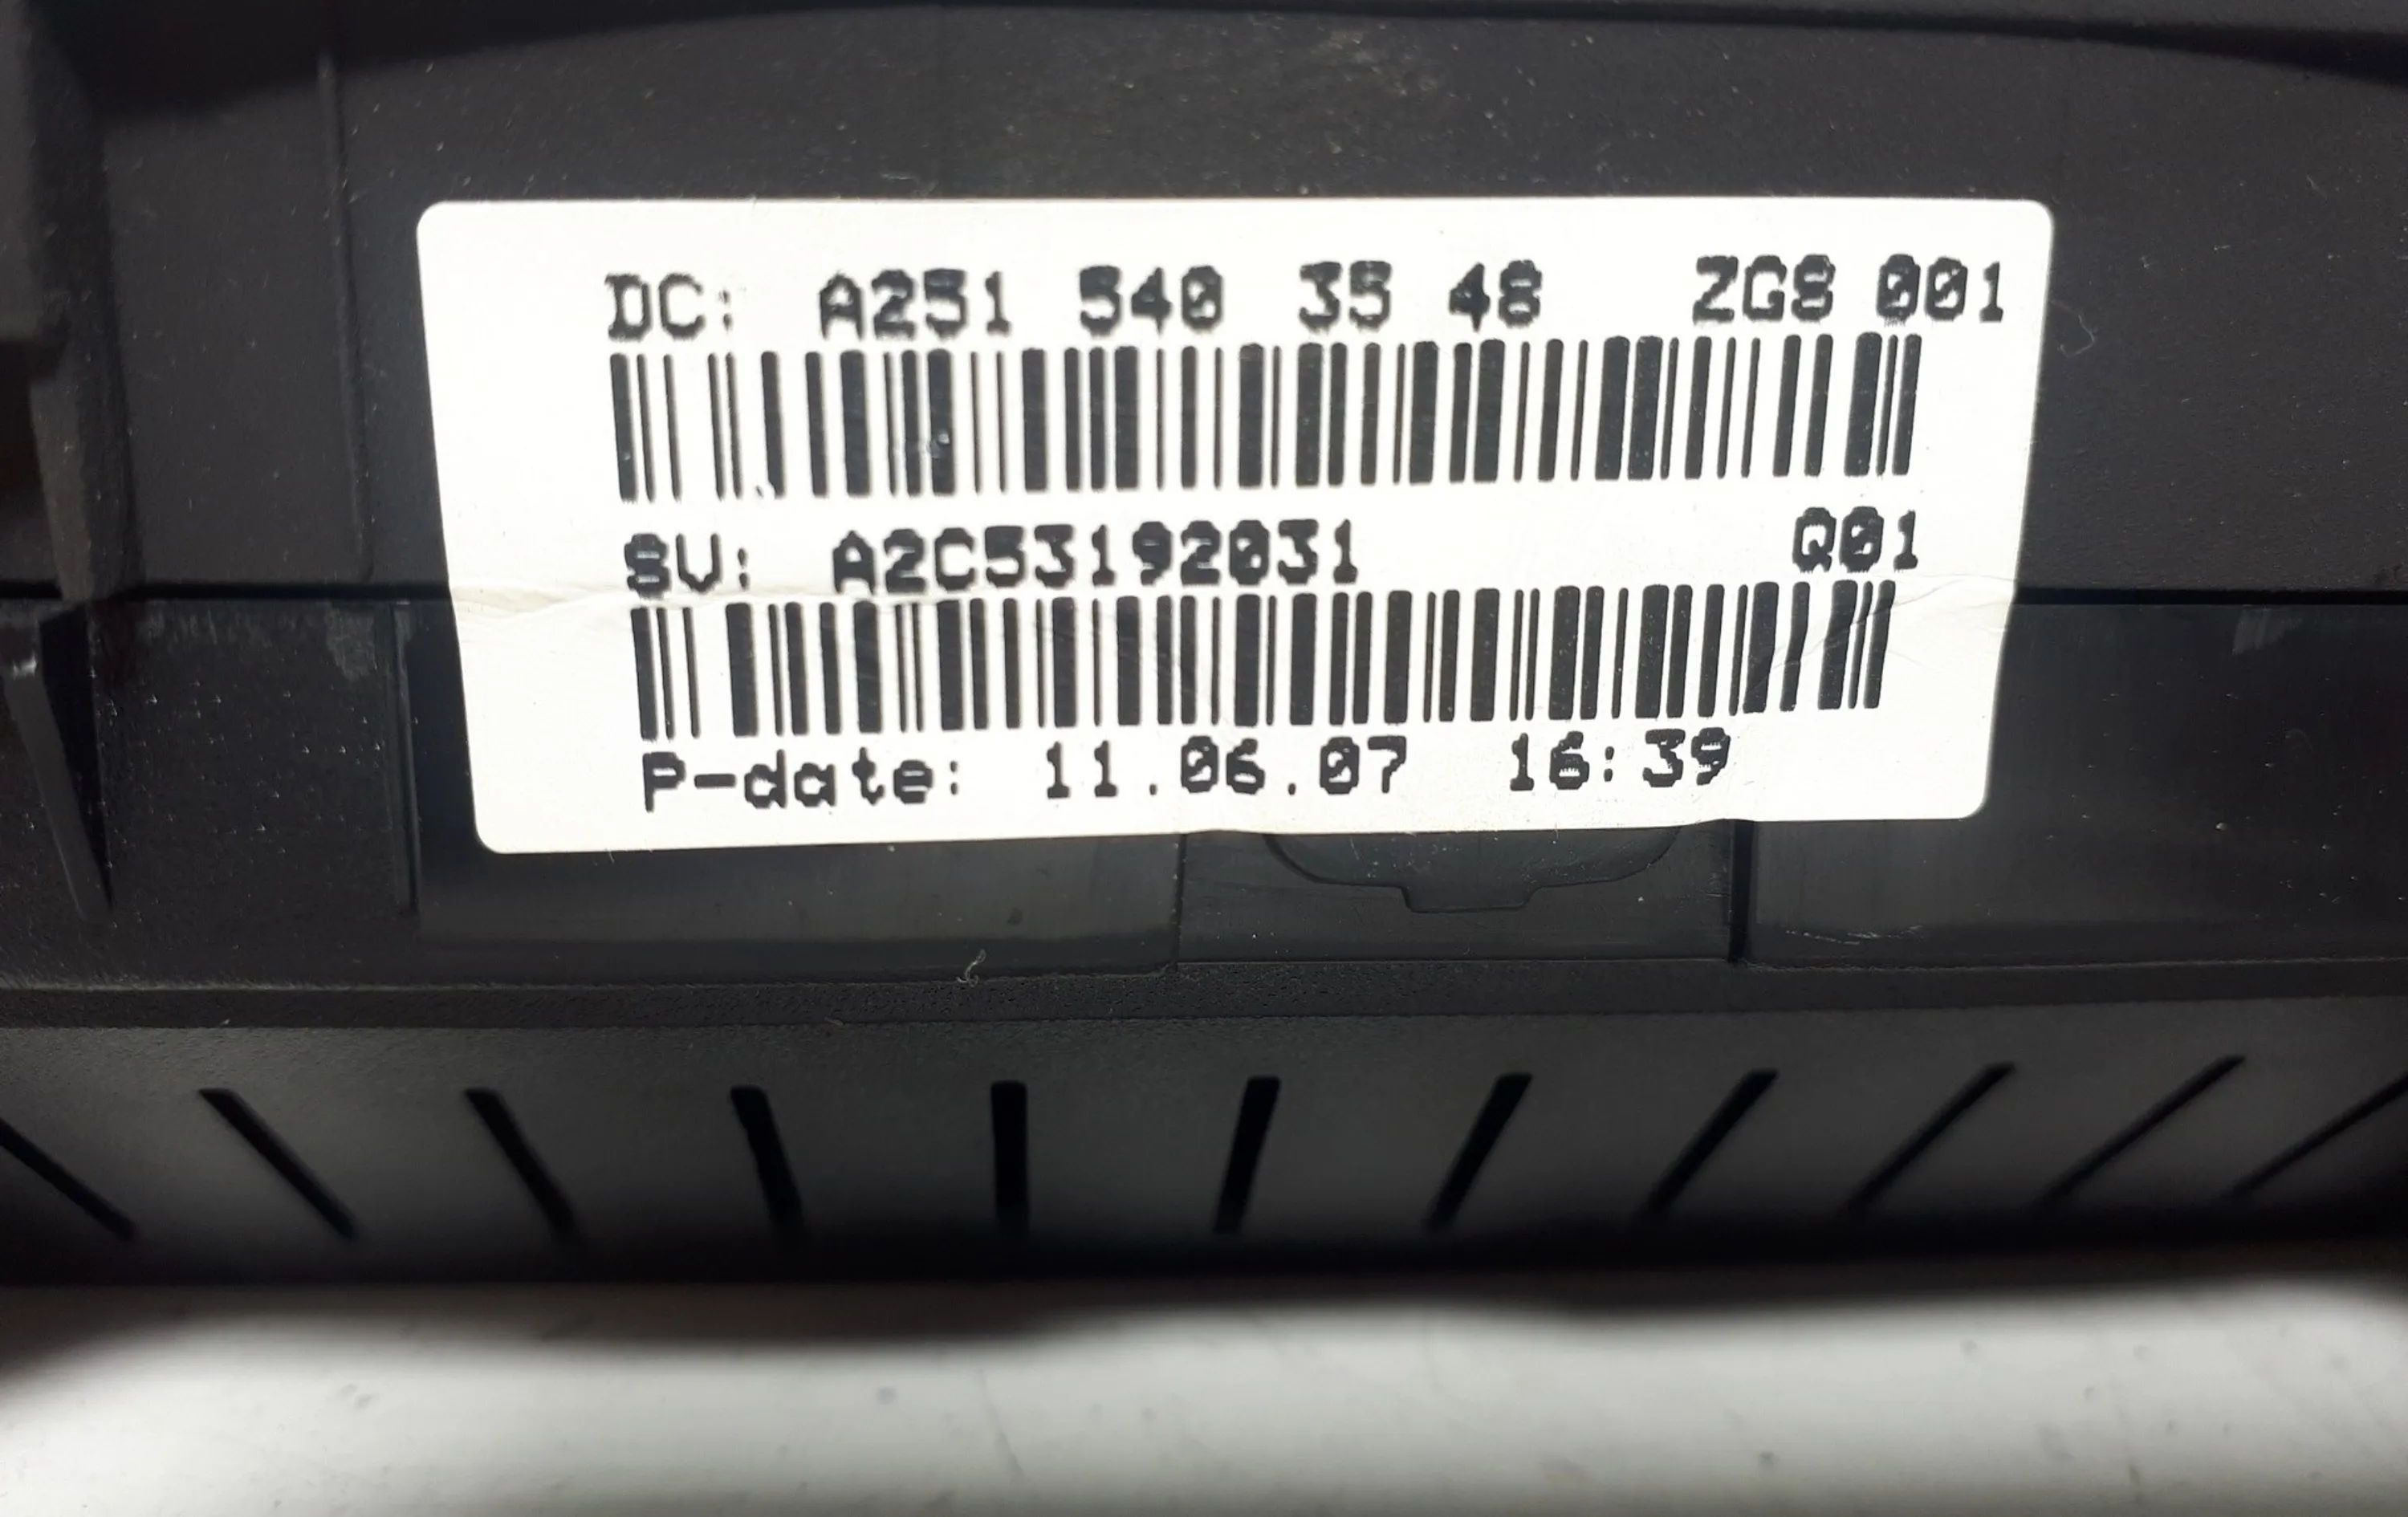 DC: A251 540 35 48 ZGS 001
SV: A2C53192031 Q01
P-date: 11.06.07 16:39